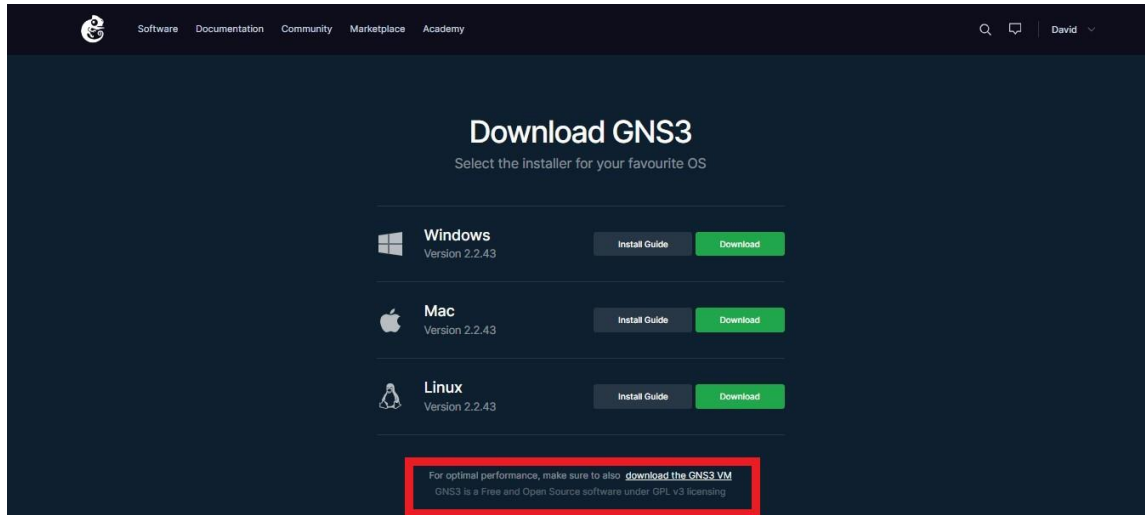 Software Documentation Community Marketplace Academy David
Download GNS3
Select the installer for your favourite OS
Windows
Version 2.2.43
Install Guide Download
Mac
Version 2.2.43
Install Guide Download
Linux
Version 2.2.43
Install Guide Download
For optimal performance, make sure to also download the GNS3 VM
GNS3 is a Free and Open Source software under GPL v3 licensing